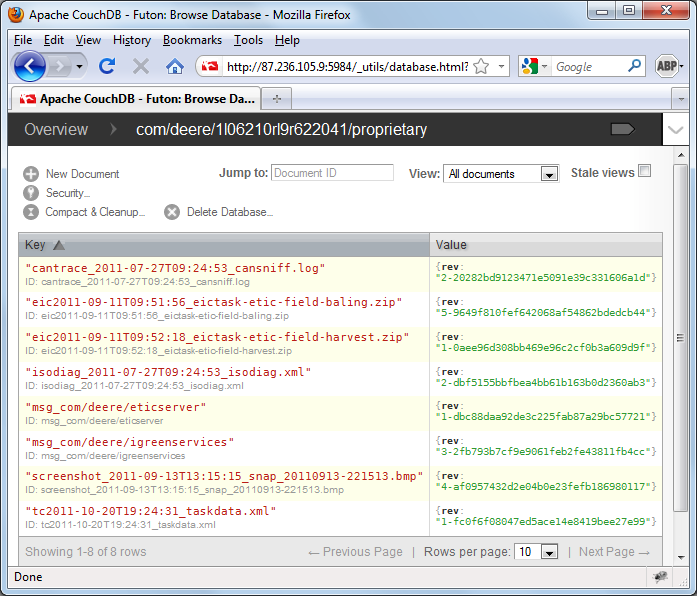 Apache CouchDB - Futon: Browse Database - Mozilla Firefox
File Edit View History Bookmarks Tools Help
http://87.236.105.9:5984/_utils/database.html? Google ABP
Apache CouchDB - Futon: Browse Da...
Overview com/deere/1l06210rl9r622041/proprietary
New Document Jump to: Document ID View: All documents Stale views
Security...
Compact & Cleanup... Delete Database...
Key Value
"cantrace_2011-07-27T09:24:53_cansniff.log" {rev:
ID: cantrace_2011-07-27T09:24:53_cansniff.log "2-20282bd9123471e5091e39c331606a1d"}
"eic2011-09-11T09:51:56_eictask-etic-field-baling.zip" {rev:
ID: eic2011-09-11T09:51:56_eictask-etic-field-baling.zip "5-9649f810fef642068af54862bdedcb44"}
"eic2011-09-11T09:52:18_eictask-etic-field-harvest.zip" {rev:
ID: eic2011-09-11T09:52:18_eictask-etic-field-harvest.zip "1-0aee96d308bb469e96c2cf0b3a609d9f"}
"isodiag_2011-07-27T09:24:53_isodiag.xml" {rev:
ID: isodiag_2011-07-27T09:24:53_isodiag.xml "2-dbf5155bbfbea4bb61b163b0d2360ab3"}
"msg_com/deere/eticserver" {rev:
ID: msg_com/deere/eticserver "1-dbc88daa92de3c225fab87a29bc57721"}
"msg_com/deere/igreenservices" {rev:
ID: msg_com/deere/igreenservices "3-2fb793b7cf9e9061feb2fe43811fb4cc"}
"screenshot_2011-09-13T13:15:15_snap_20110913-221513.bmp" {rev:
ID: screenshot_2011-09-13T13:15:15_snap_20110913-221513.bmp "4-af0957432d2e04b0e23fefb186980117"}
"tc2011-10-20T19:24:31_taskdata.xml" {rev:
ID: tc2011-10-20T19:24:31_taskdata.xml "1-fc0f6f08047ed5ace14e8419bee27e99"}
Showing 1-8 of 8 rows ← Previous Page | Rows per page: 10 | Next Page →
Done